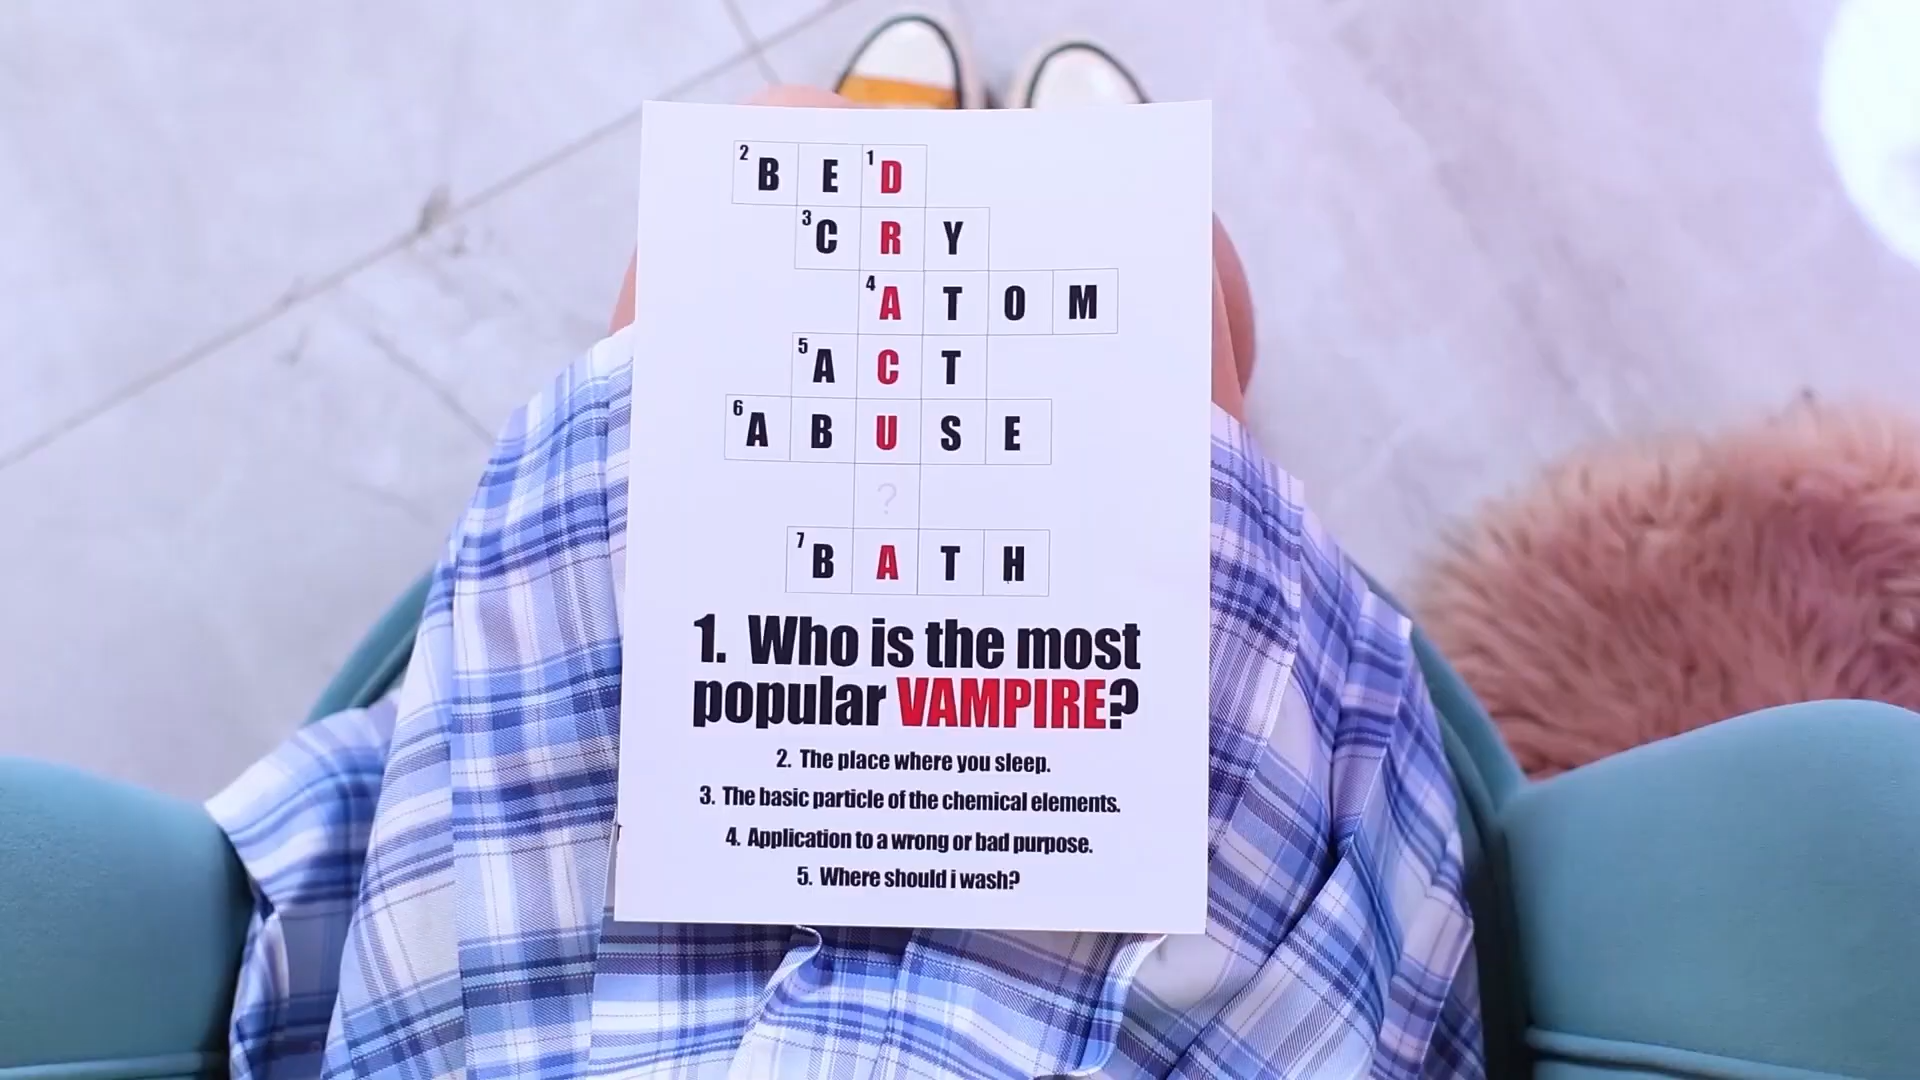 2 B E 1 D
3 C R Y
4 A T O M
5 A C T
6 A B U S E
?
7 B A T H
1. Who is the most
popular VAMPIRE?
2. The place where you sleep.
3. The basic particle of the chemical elements.
4. Application to a wrong or bad purpose.
5. Where should i wash?